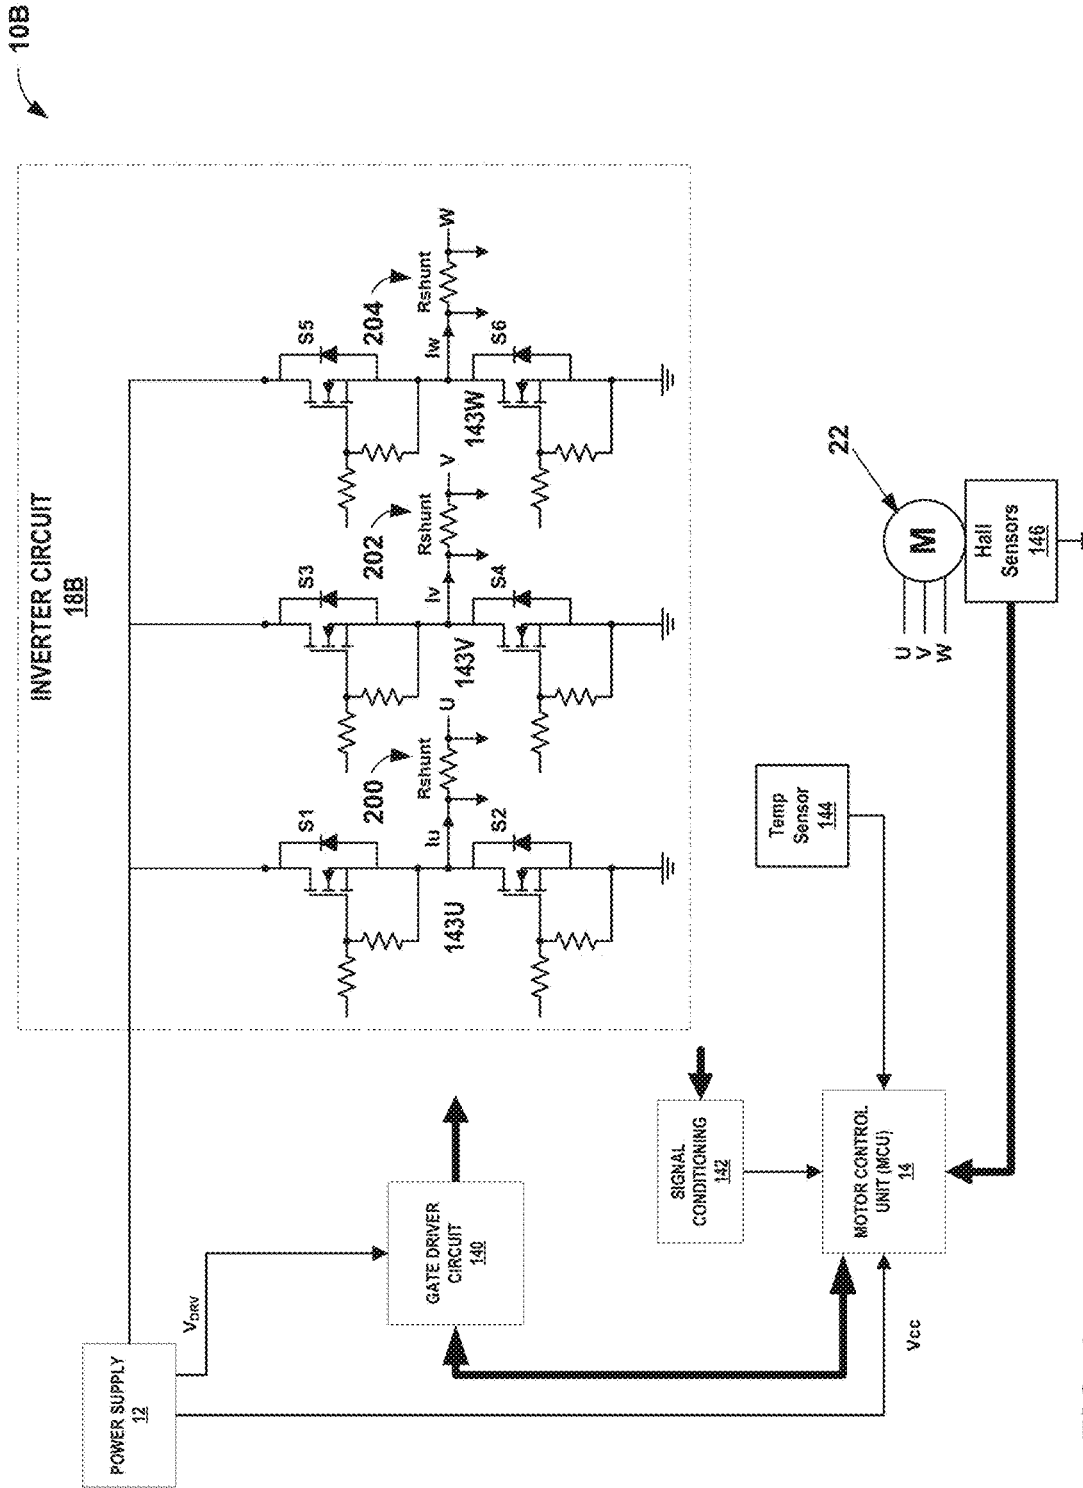 10B
INVERTER CIRCUIT
18B
POWER SUPPLY
12
VDRV
GATE DRIVER
CIRCUIT
140
S1
S3
S5
200
Rshunt
202
Rshunt
204
Rshunt
Iu
U
Iv
V
Iw
W
143U
143V
143W
S2
S4
S6
SIGNAL
CONDITIONING
142
Temp
Sensor
144
MOTOR CONTROL
UNIT (MCU)
14
Vcc
22
M
U
V
W
Hall
Sensors
146